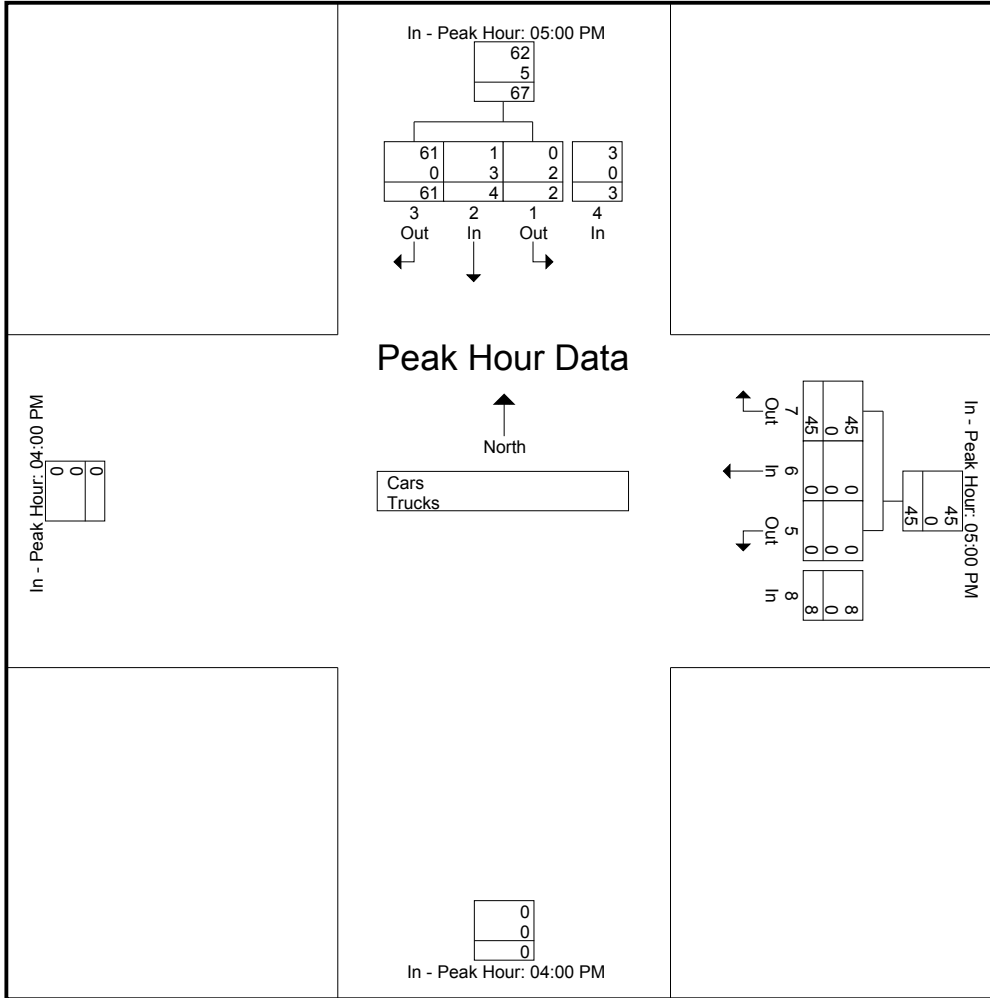 In - Peak Hour: 05:00 PM
62
5
67
61 1 0 3
0 3 2 0
61 4 2 3
3 2 1 4
Out In Out In
Peak Hour Data
North
Cars
Trucks
In - Peak Hour: 04:00 PM
0
0
0
In - Peak Hour: 05:00 PM
45
0
45
45 0 0 8
0 0 0 0
45 0 0 8
7 6 5 8
Out In Out In
0
0
0
In - Peak Hour: 04:00 PM